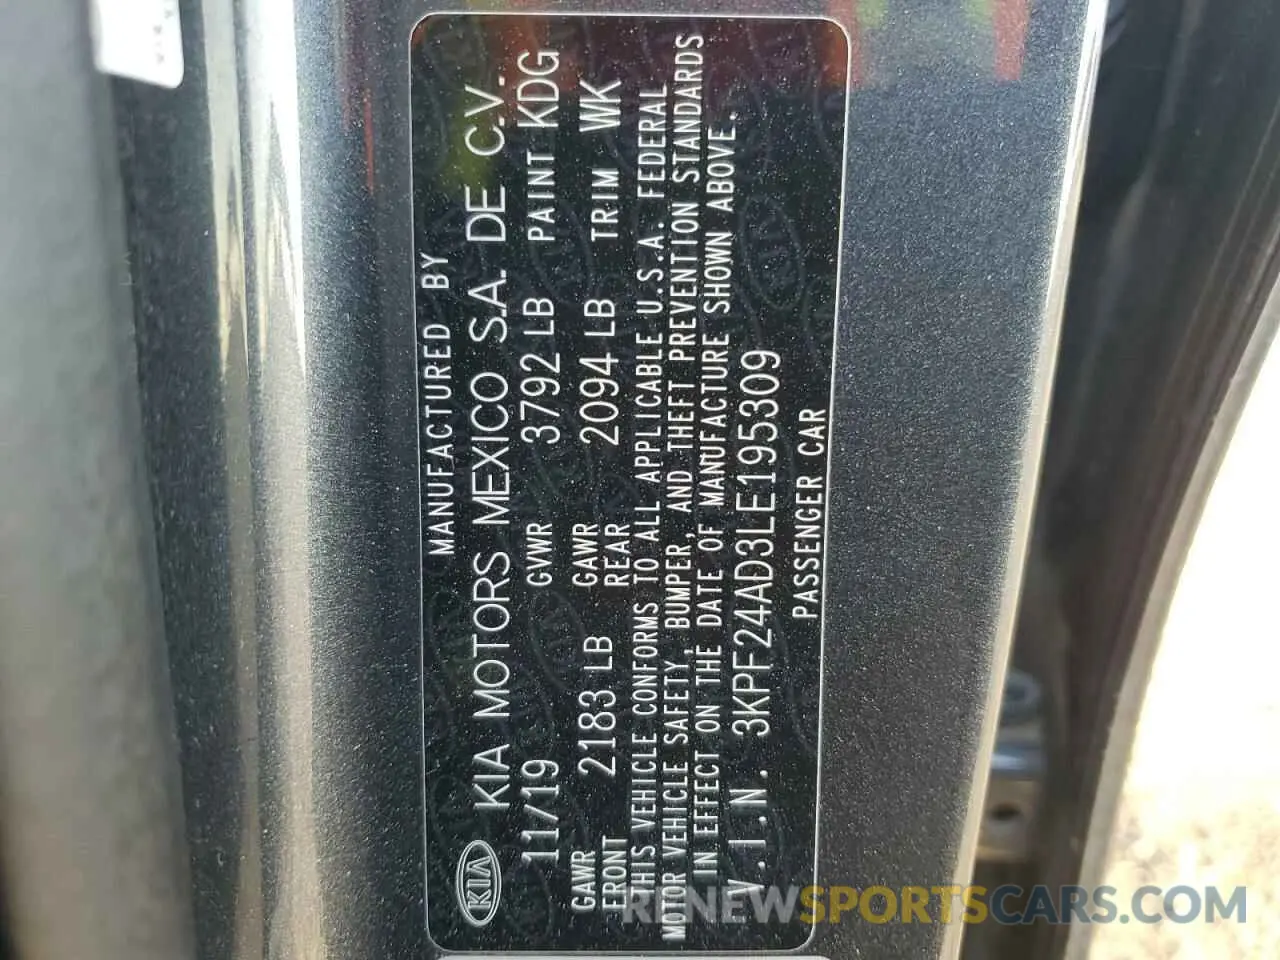 MANUFACTURED BY
KIA KIA MOTORS MEXICO S.A. DE C.V.
11/19 GVWR 3792 LB PAINT KDG
GAWR FRONT 2183 LB GAWR REAR 2094 LB TRIM WK
THIS VEHICLE CONFORMS TO ALL APPLICABLE U.S.A. FEDERAL
MOTOR VEHICLE SAFETY, BUMPER, AND THEFT PREVENTION STANDARDS
IN EFFECT ON THE DATE OF MANUFACTURE SHOWN ABOVE.
V.I.N. 3KPF24AD3LE195309
PASSENGER CAR
RENEWSPORTSCARS.COM